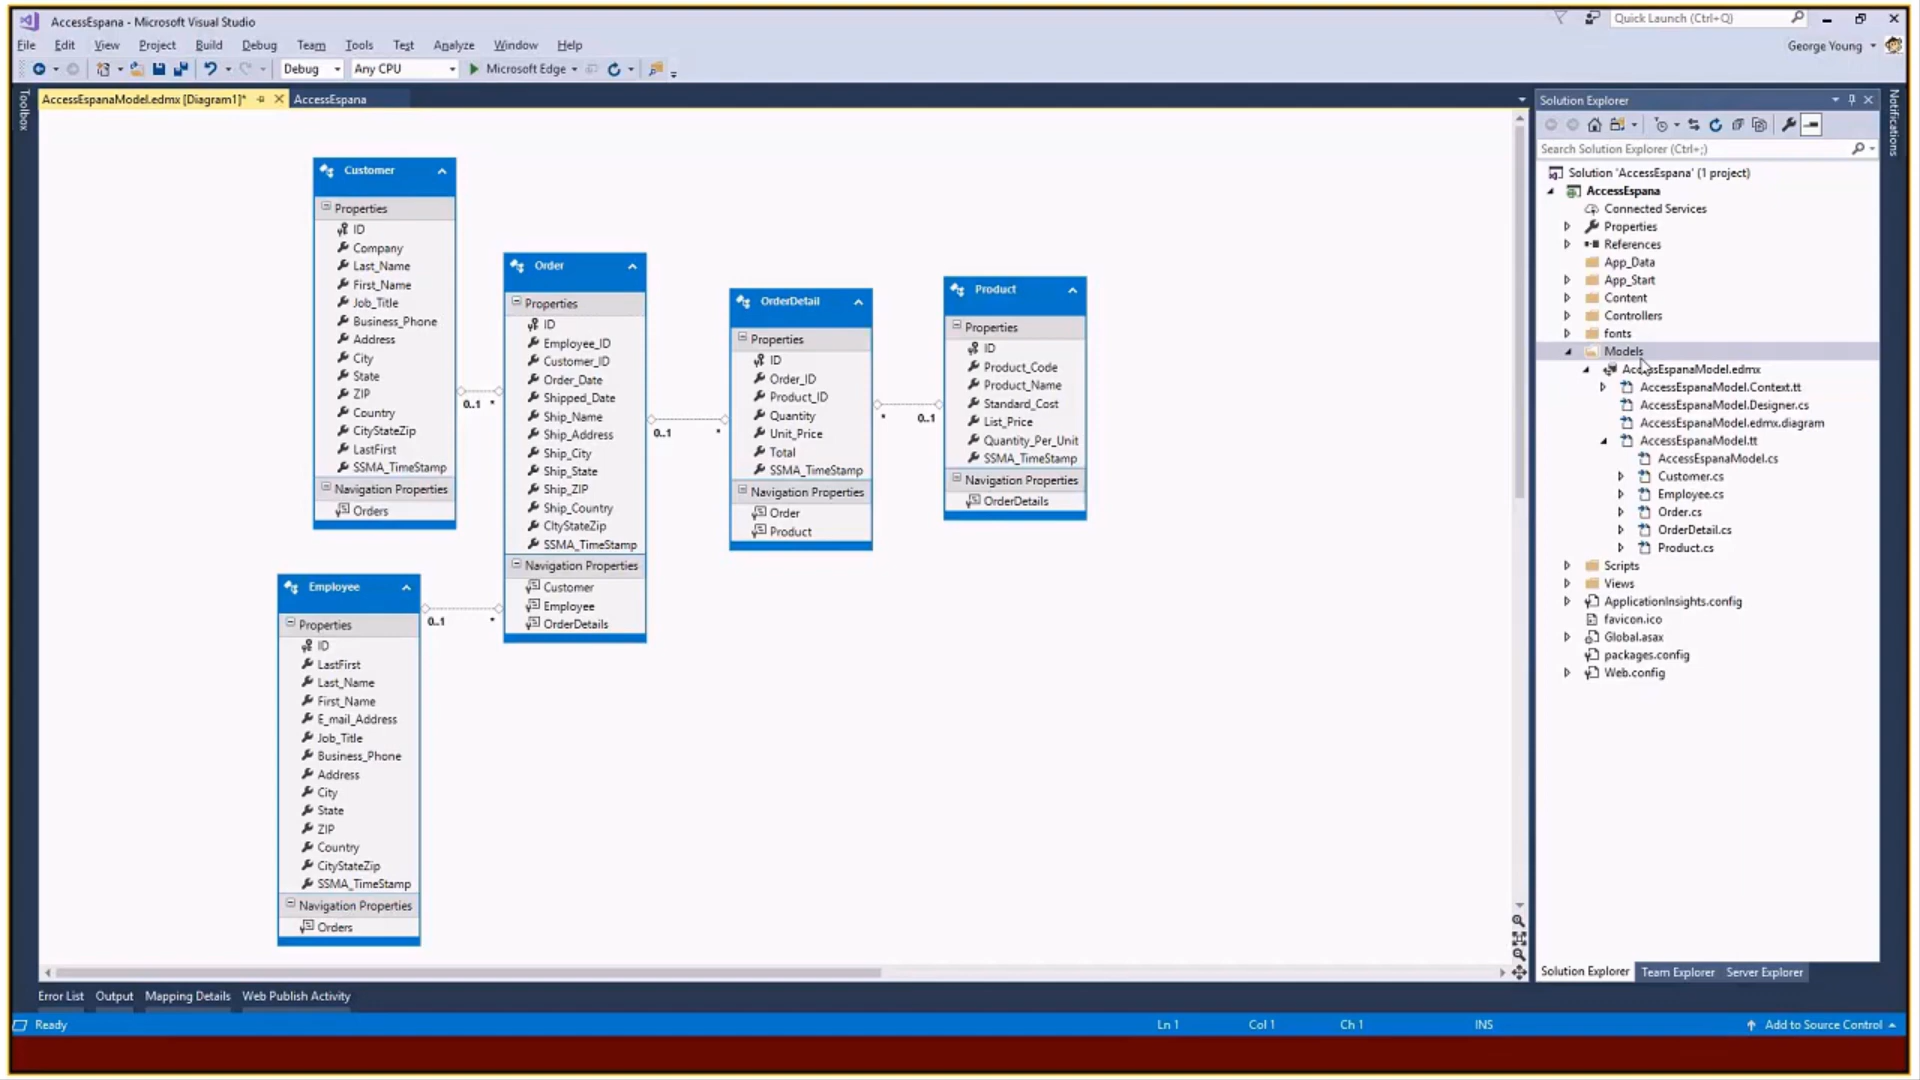 AccessEspana - Microsoft Visual Studio
Quick Launch (Ctrl+Q)
File Edit View Project Build Debug Team Tools Test Analyze Window Help
George Young
Debug Any CPU Microsoft Edge
Toolbox
AccessEspanaModel.edmx [Diagram1]*
AccessEspana
Customer
Properties
ID
Company
Last_Name
First_Name
Job_Title
Business_Phone
Address
City
State
ZIP
Country
CityStateZip
LastFirst
SSMA_TimeStamp
Navigation Properties
Orders
0..1 *
Order
Properties
ID
Employee_ID
Customer_ID
Order_Date
Shipped_Date
Ship_Name
Ship_Address
Ship_City
Ship_State
Ship_ZIP
Ship_Country
CityStateZip
SSMA_TimeStamp
Navigation Properties
Customer
Employee
OrderDetails
0..1 *
OrderDetail
Properties
ID
Order_ID
Product_ID
Quantity
Unit_Price
Total
SSMA_TimeStamp
Navigation Properties
Order
Product
* 0..1
Product
Properties
ID
Product_Code
Product_Name
Standard_Cost
List_Price
Quantity_Per_Unit
SSMA_TimeStamp
Navigation Properties
OrderDetails
Employee
Properties
ID
LastFirst
Last_Name
First_Name
E_mail_Address
Job_Title
Business_Phone
Address
City
State
ZIP
Country
CityStateZip
SSMA_TimeStamp
Navigation Properties
Orders
0..1 *
Solution Explorer
Search Solution Explorer (Ctrl+;)
Solution 'AccessEspana' (1 project)
AccessEspana
Connected Services
Properties
References
App_Data
App_Start
Content
Controllers
fonts
Models
AccessEspanaModel.edmx
AccessEspanaModel.Context.tt
AccessEspanaModel.Designer.cs
AccessEspanaModel.edmx.diagram
AccessEspanaModel.tt
AccessEspanaModel.cs
Customer.cs
Employee.cs
Order.cs
OrderDetail.cs
Product.cs
Scripts
Views
ApplicationInsights.config
favicon.ico
Global.asax
packages.config
Web.config
Solution Explorer Team Explorer Server Explorer
Notifications
Error List Output Mapping Details Web Publish Activity
Ready
Ln 1 Col 1 Ch 1 INS
Add to Source Control